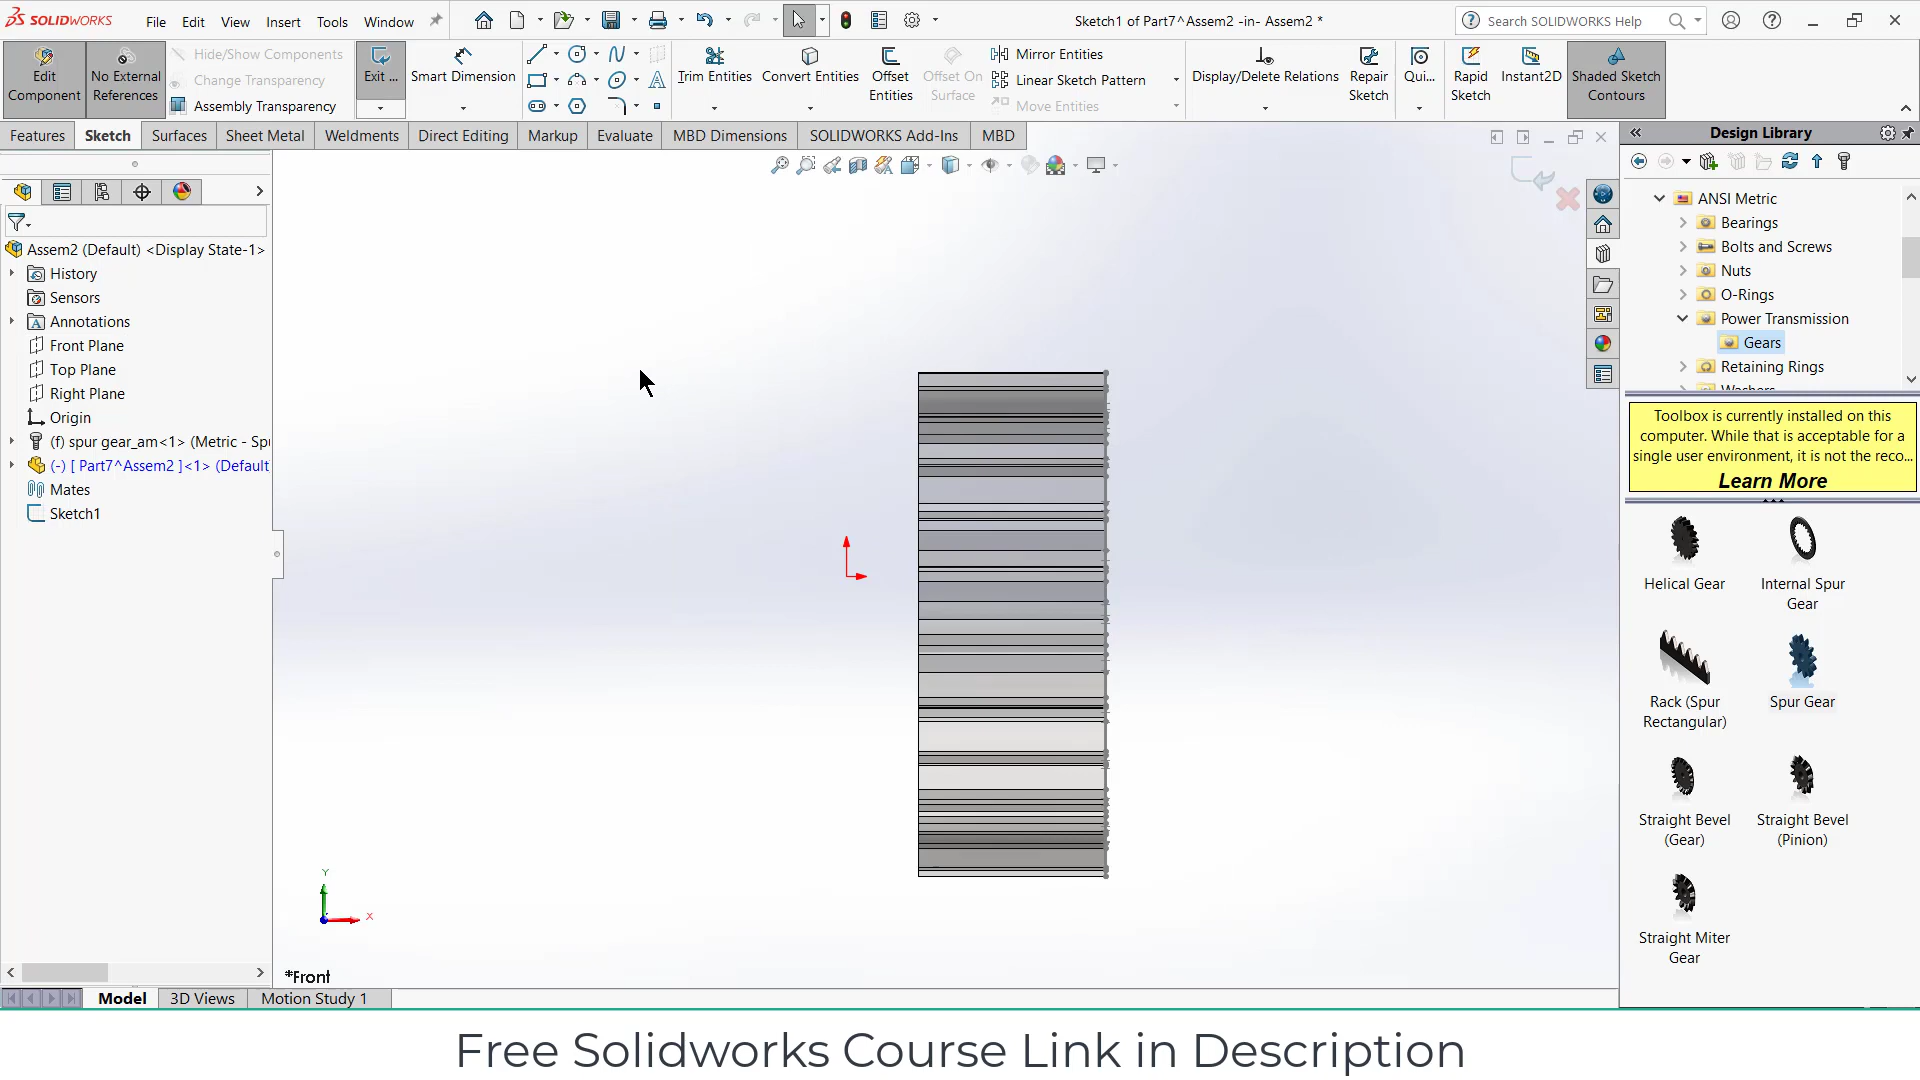 SOLIDWORKS File Edit View Insert Tools Window Sketch1 of Part7^Assem2 -in- Assem2 * Search SOLIDWORKS Help
Edit Component
No External References
Hide/Show Components
Change Transparency
Assembly Transparency
Exit ...
Smart Dimension
Trim Entities
Convert Entities
Offset Entities
Offset On Surface
Mirror Entities
Linear Sketch Pattern
Move Entities
Display/Delete Relations
Repair Sketch
Qui...
Rapid Sketch
Instant2D
Shaded Sketch Contours
Features Sketch Surfaces Sheet Metal Weldments Direct Editing Markup Evaluate MBD Dimensions SOLIDWORKS Add-Ins MBD
Assem2 (Default) <Display State-1>
History
Sensors
Annotations
Front Plane
Top Plane
Right Plane
Origin
(f) spur gear_am<1> (Metric - Spu
(-) [ Part7^Assem2 ]<1> (Default
Mates
Sketch1
Y
X
*Front
Model 3D Views Motion Study 1
Design Library
ANSI Metric
Bearings
Bolts and Screws
Nuts
O-Rings
Power Transmission
Gears
Retaining Rings
Washers
Toolbox is currently installed on this
computer. While that is acceptable for a
single user environment, it is not the reco...
Learn More
Helical Gear
Internal Spur Gear
Rack (Spur Rectangular)
Spur Gear
Straight Bevel (Gear)
Straight Bevel (Pinion)
Straight Miter Gear
Free Solidworks Course Link in Description